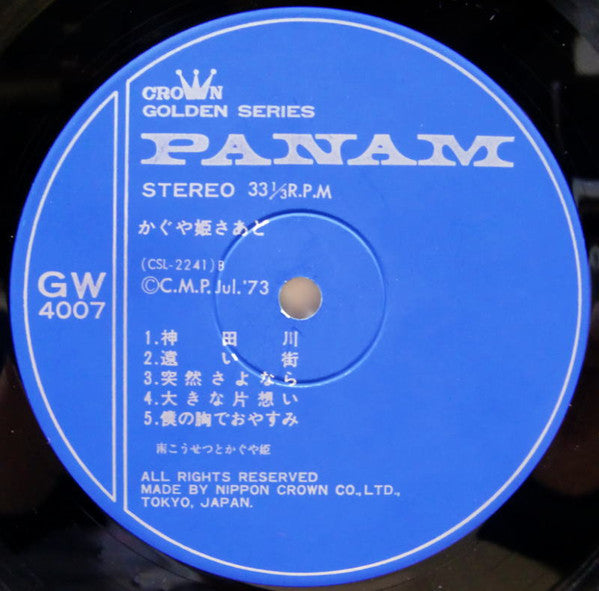 CROWN
GOLDEN SERIES
PANAM
STEREO 33 1/3 R.P.M
かぐや姫さあど
(CSL-2241) B
©C.M.P. Jul.'73
GW
4007
1.神田川
2.遠い街
3.突然さよなら
4.大きな片想い
5.僕の胸でおやすみ
南こうせつとかぐや姫
ALL RIGHTS RESERVED
MADE BY NIPPON CROWN CO.,LTD.,
TOKYO, JAPAN.